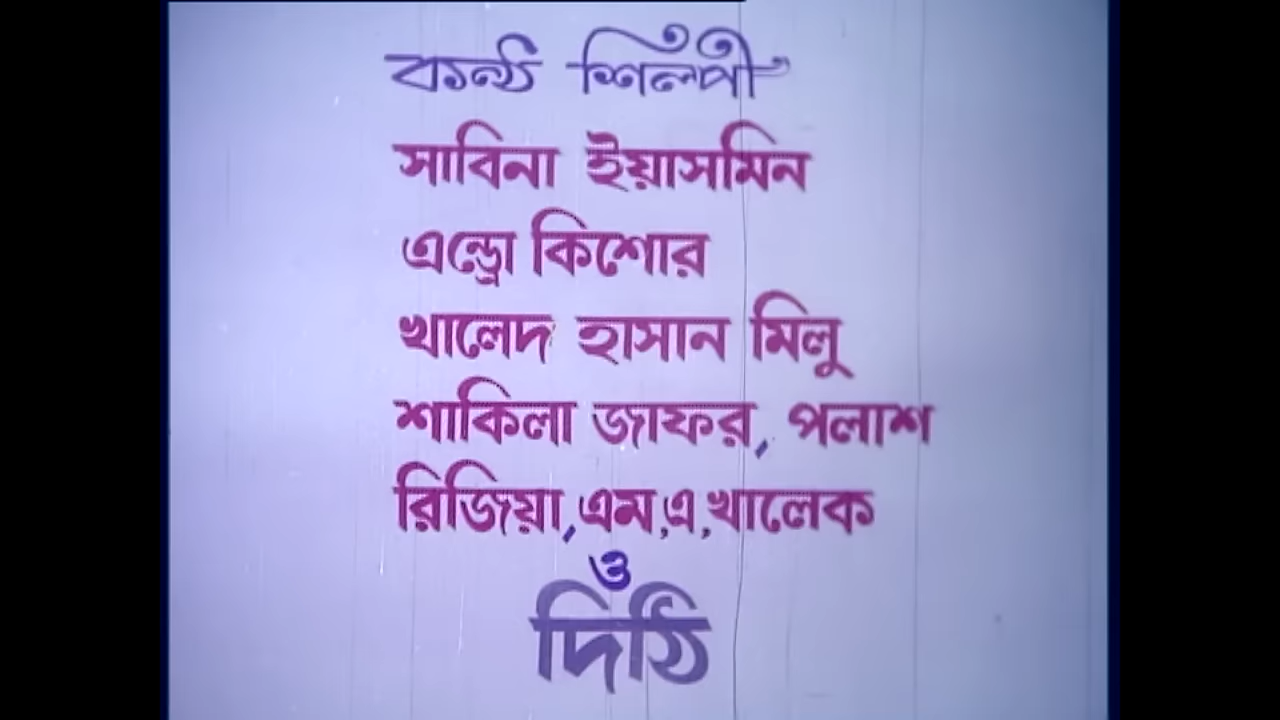 কন্ঠ শিল্পী
সাবিনা ইয়াসমিন
এন্ড্রো কিশোর
খালেদ হাসান মিলু
শাকিলা জাফর, পলাশ
রিজিয়া,এম,এ,খালেক
ও
দিঠি